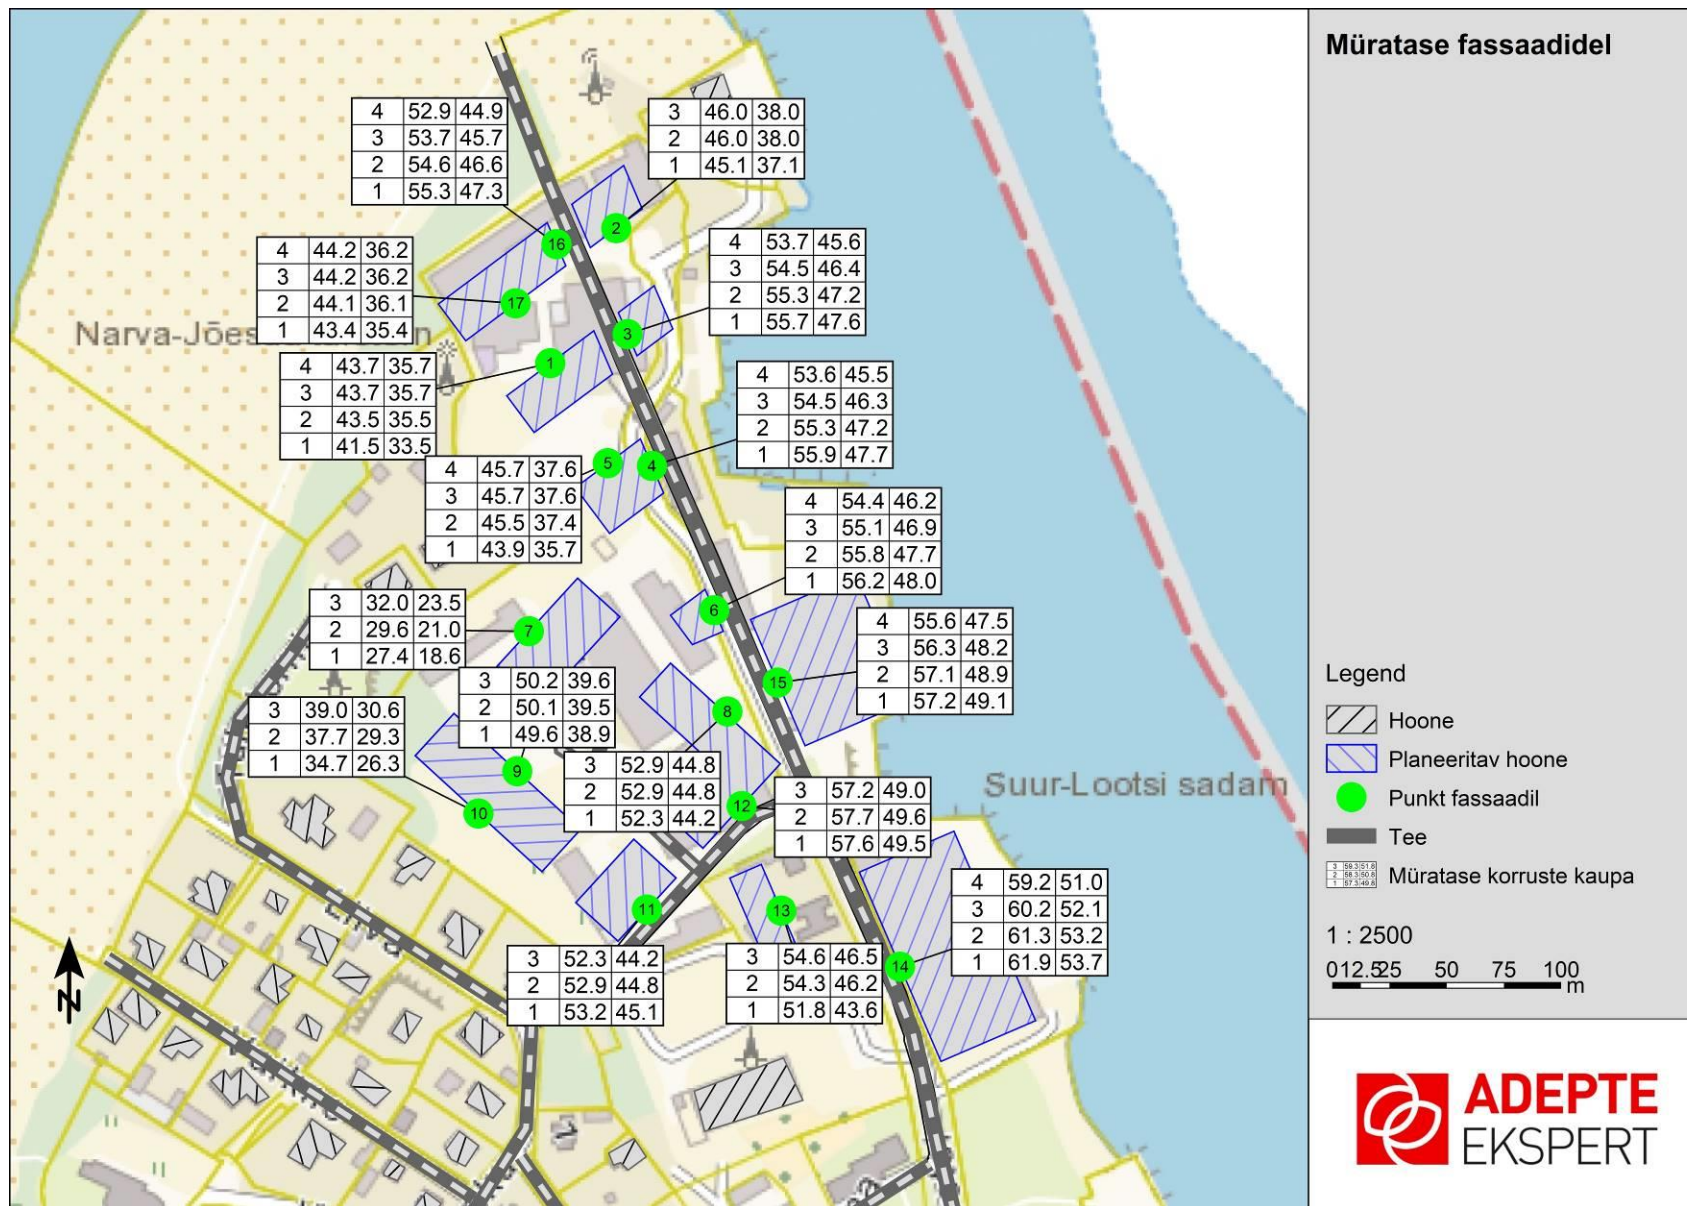 Müratase fassaadidel
4 52.9 44.9
3 53.7 45.7
2 54.6 46.6
1 55.3 47.3
3 46.0 38.0
2 46.0 38.0
1 45.1 37.1
16
2
4 44.2 36.2
3 44.2 36.2
2 44.1 36.1
1 43.4 35.4
17
4 53.7 45.6
3 54.5 46.4
2 55.3 47.2
1 55.7 47.6
3
4 43.7 35.7
3 43.7 35.7
2 43.5 35.5
1 41.5 33.5
1
4 53.6 45.5
3 54.5 46.3
2 55.3 47.2
1 55.9 47.7
4
4 45.7 37.6
3 45.7 37.6
2 45.5 37.4
1 43.9 35.7
5
4 54.4 46.2
3 55.1 46.9
2 55.8 47.7
1 56.2 48.0
6
3 32.0 23.5
2 29.6 21.0
1 27.4 18.6
7
4 55.6 47.5
3 56.3 48.2
2 57.1 48.9
1 57.2 49.1
15
3 50.2 39.6
2 50.1 39.5
1 49.6 38.9
9
3 39.0 30.6
2 37.7 29.3
1 34.7 26.3
10
8
3 52.9 44.8
2 52.9 44.8
1 52.3 44.2
12
3 57.2 49.0
2 57.7 49.6
1 57.6 49.5
Suur-Lootsi sadam
4 59.2 51.0
3 60.2 52.1
2 61.3 53.2
1 61.9 53.7
14
11
3 52.3 44.2
2 52.9 44.8
1 53.2 45.1
13
3 54.6 46.5
2 54.3 46.2
1 51.8 43.6
N
Legend
Hoone
Planeeritav hoone
Punkt fassaadil
Tee
Müratase korruste kaupa
1 : 2500
0 12.5 25 50 75 100
m
ADEPTE
EKSPERT